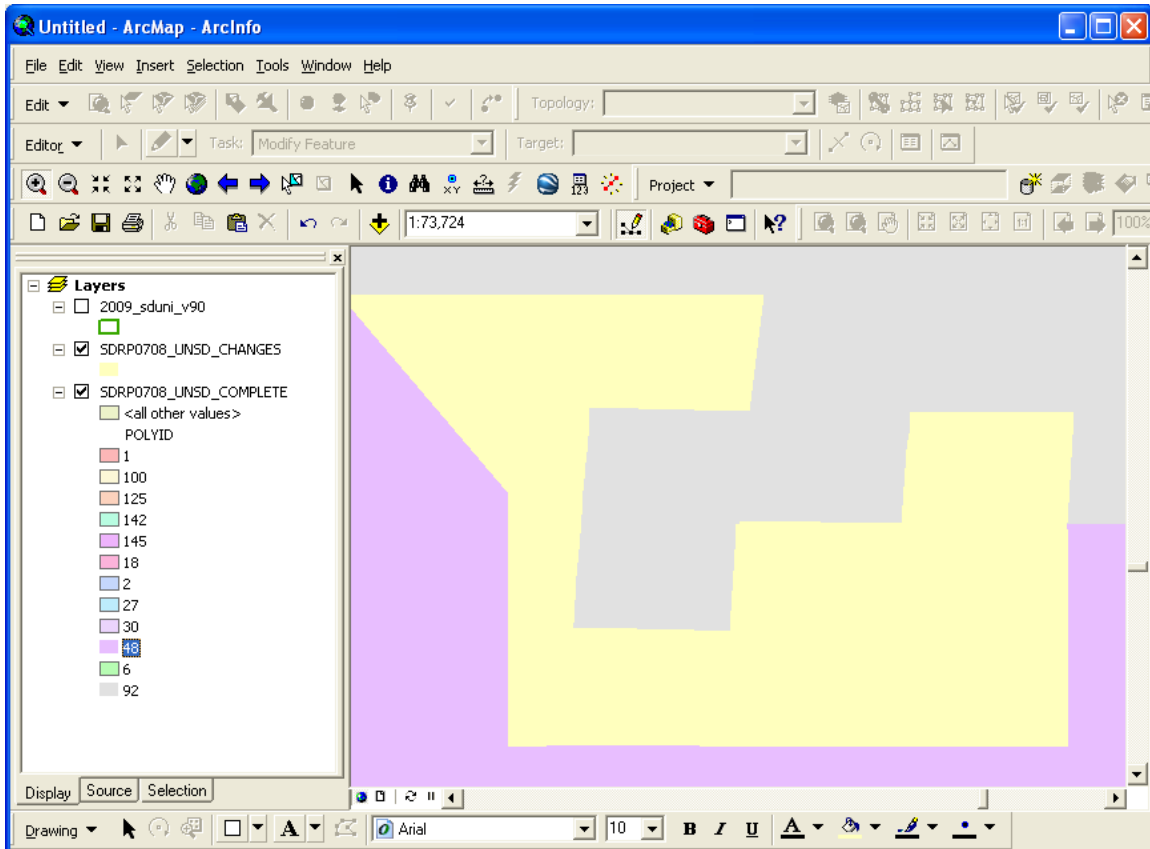 Untitled - ArcMap - ArcInfo
File Edit View Insert Selection Tools Window Help
Edit Topology:
Editor Task: Modify Feature Target:
Project
1:73,724 100%
Layers
2009_sduni_v90
SDRP0708_UNSD_CHANGES
SDRP0708_UNSD_COMPLETE
<all other values>
POLYID
1
100
125
142
145
18
2
27
30
48
6
92
Display Source Selection
Drawing A Arial 10 B I U A